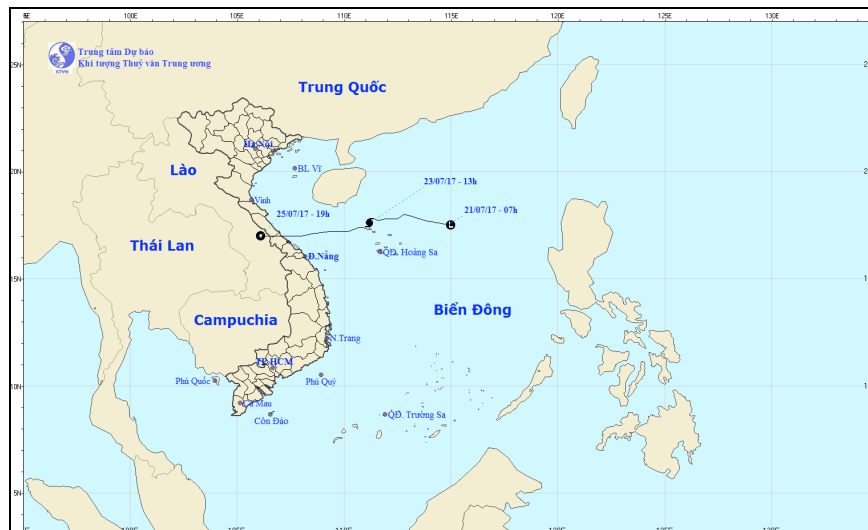 E 100E 105E 110E 115E 120E 125E 130E
Trung tâm Dự báo
Khí tượng Thuỷ văn Trung ương
KTVN
25N
Trung Quốc
Hà Nội
20N
Lào
BL Vĩ
23/07/17 - 13h
Vinh
25/07/17 - 19h
21/07/17 - 07h
Thái Lan
QĐ. Hoàng Sa
Đ.Nẵng
15N
Campuchia
Biển Đông
N.Trang
TP.HCM
Phú Quốc
Phú Quý
10N
Cà Mau
Côn Đảo
QĐ. Trường Sa
5N